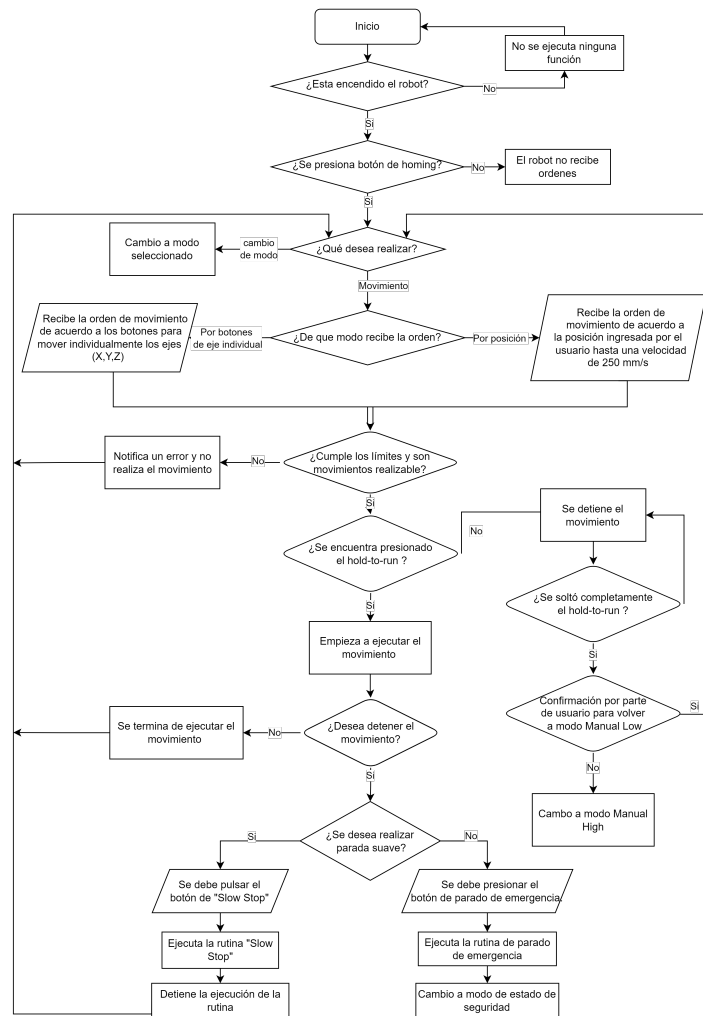 Inicio
No se ejecuta ninguna
función
¿Esta encendido el robot?
No
Sí
¿Se presiona botón de homing?
No
El robot no recibe
ordenes
Sí
Cambio a modo
seleccionado
cambio
de modo
¿Qué desea realizar?
Movimiento
Recibe la orden de movimiento
de acuerdo a los botones para
mover individualmente los ejes
(X,Y,Z)
Por botones
de eje individual
¿De que modo recibe la orden?
Por posición
Recibe la orden de
movimiento de acuerdo a
la posición ingresada por el
usuario hasta una velocidad
de 250 mm/s
Notifica un error y no
realiza el movimiento
No
¿Cumple los límites y son
movimientos realizable?
Sí
¿Se encuentra presionado
el hold-to-run ?
No
Se detiene el
movimiento
Sí
¿Se soltó completamente
el hold-to-run ?
Empieza a ejecutar el
movimiento
Sí
Confirmación por parte
de usuario para volver
a modo Manual Low
Sí
Se termina de ejecutar el
movimiento
No
¿Desea detener el
movimiento?
No
Sí
Cambo a modo Manual
High
Si
¿Se desea realizar
parada suave?
No
Se debe pulsar el
botón de "Slow Stop"
Se debe presionar el
botón de parado de emergencia.
Ejecuta la rutina "Slow
Stop"
Ejecuta la rutina de parado
de emergencia
Detiene la ejecución de la
rutina
Cambio a modo de estado de
seguridad